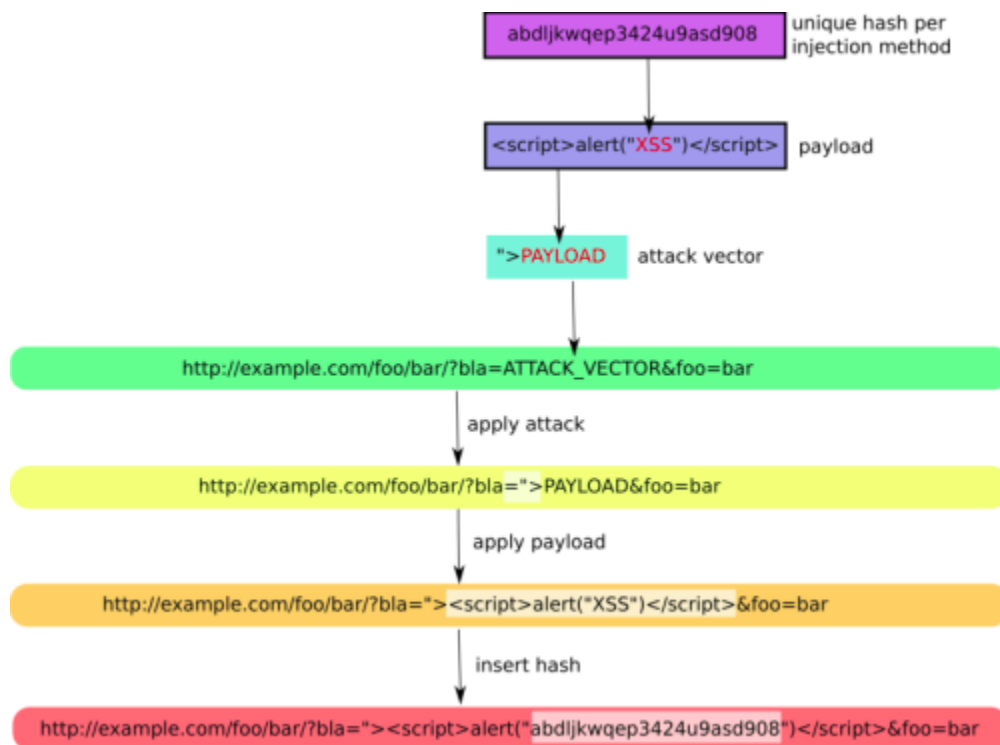 abdljkwqep3424u9asd908
unique hash per
injection method
<script>alert("XSS")</script>
payload
">PAYLOAD
attack vector
http://example.com/foo/bar/?bla=ATTACK_VECTOR&foo=bar
apply attack
http://example.com/foo/bar/?bla=">PAYLOAD&foo=bar
apply payload
http://example.com/foo/bar/?bla="><script>alert("XSS")</script>&foo=bar
insert hash
http://example.com/foo/bar/?bla="><script>alert("abdljkwqep3424u9asd908")</script>&foo=bar